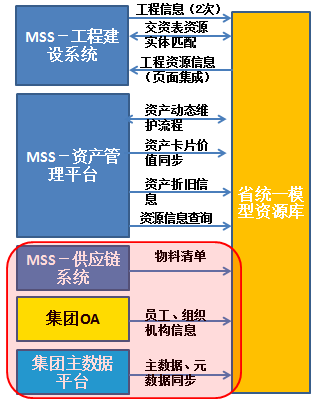 工程信息（2次）
MSS－工程建
设系统
交资表资源
实体匹配
工程资源信息
（页面集成）
MSS－资产管
理平台
资产动态维
护流程
资产卡片价
值同步
资产折旧信
息
资源信息查询
省统一模
型资源库
MSS－供应链
系统
物料清单
集团OA
员工、组织
机构信息
集团主数据
平台
主数据、元
数据同步